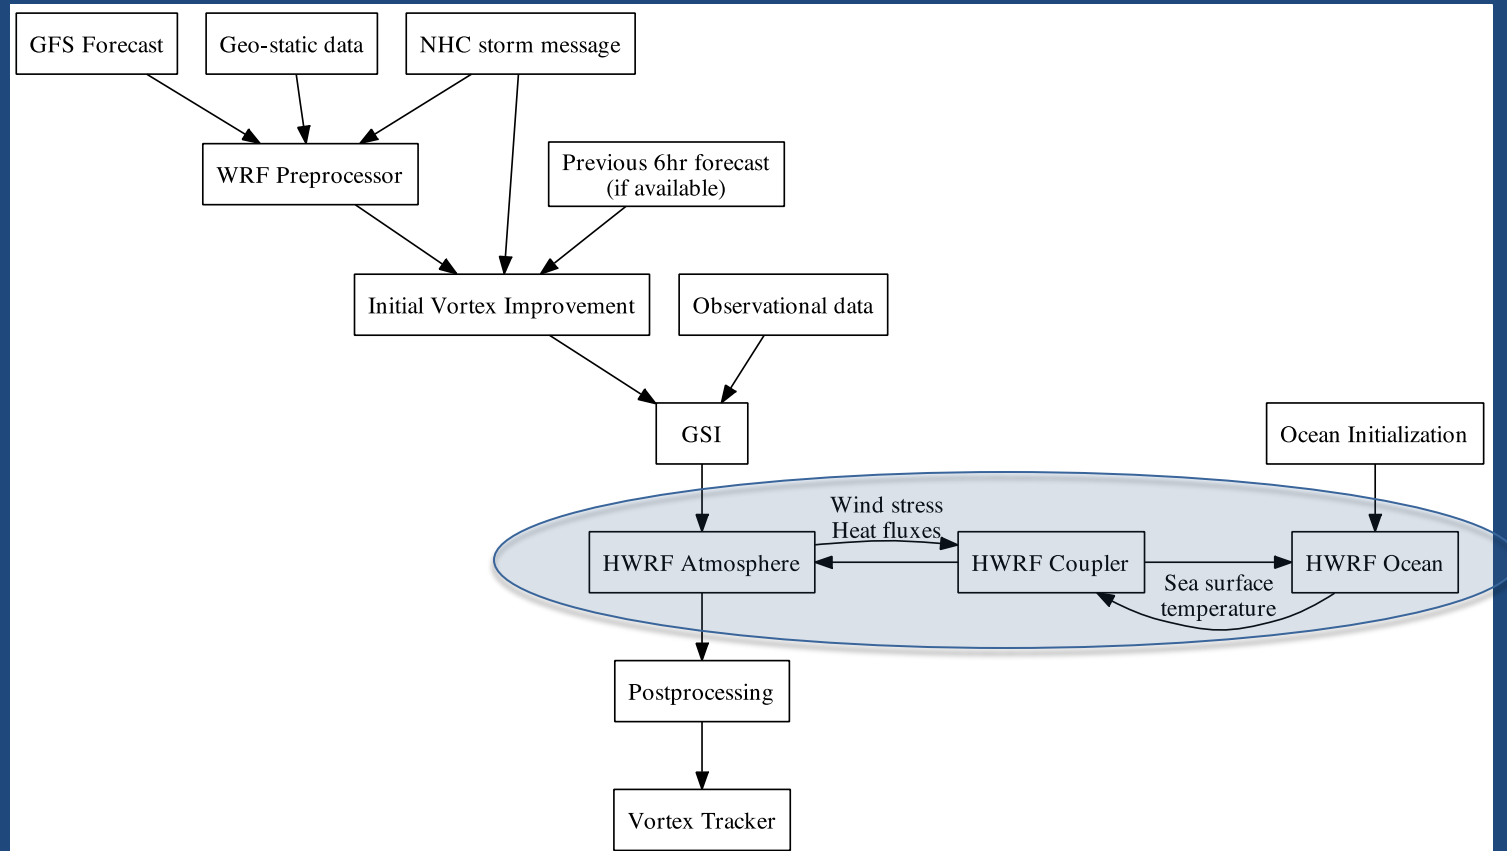 GFS Forecast
Geo-static data
NHC storm message
WRF Preprocessor
Previous 6hr forecast
(if available)
Initial Vortex Improvement
Observational data
GSI
Ocean Initialization
Wind stress
Heat fluxes
HWRF Atmosphere
HWRF Coupler
HWRF Ocean
Sea surface
temperature
Postprocessing
Vortex Tracker